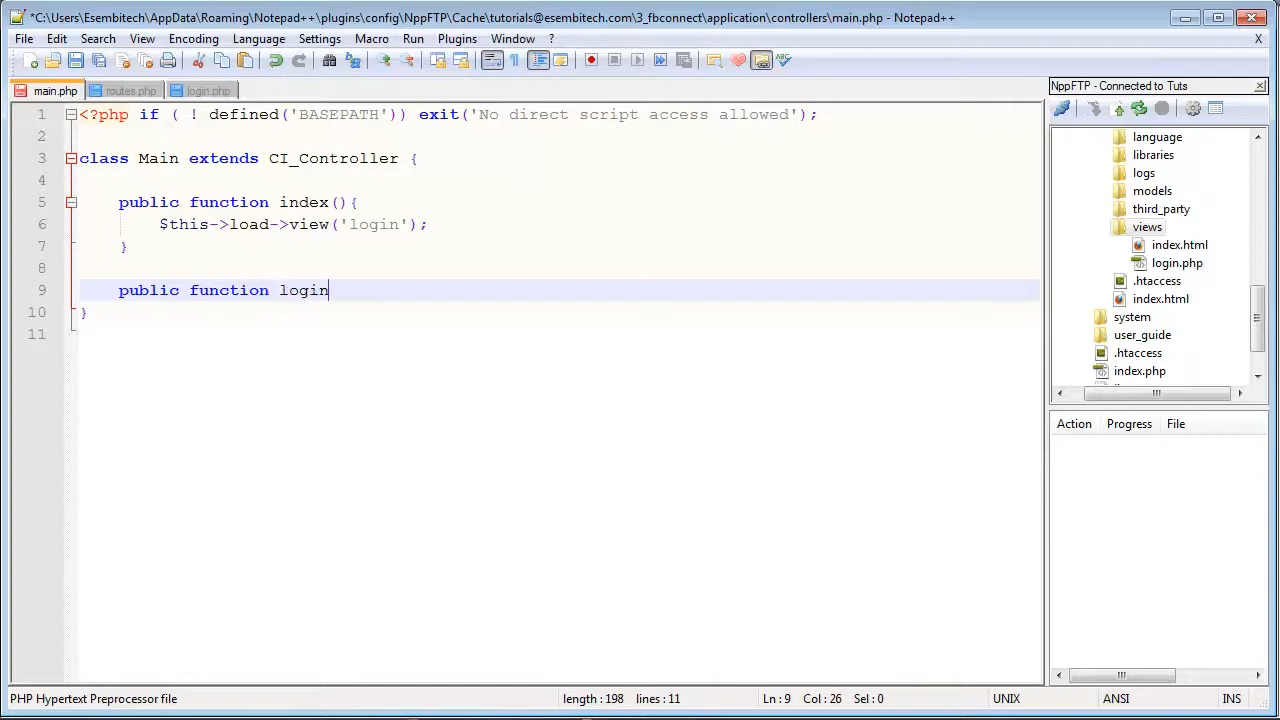 *C:\Users\Esembitech\AppData\Roaming\Notepad++\plugins\config\NppFTP\Cache\tutorials@esembitech.com\3_fbconnect\application\controllers\main.php - Notepad++
File Edit Search View Encoding Language Settings Macro Run Plugins Window ? X
main.php routes.php login.php
1 <?php if ( ! defined('BASEPATH')) exit('No direct script access allowed');
2
3 class Main extends CI_Controller {
4
5 public function index(){
6 $this->load->view('login');
7 }
8
9 public function login
10 }
11
NppFTP - Connected to Tuts
language
libraries
logs
models
third_party
views
index.html
login.php
.htaccess
index.html
system
user_guide
.htaccess
index.php
Action Progress File
PHP Hypertext Preprocessor file length : 198 lines : 11 Ln : 9 Col : 26 Sel : 0 UNIX ANSI INS